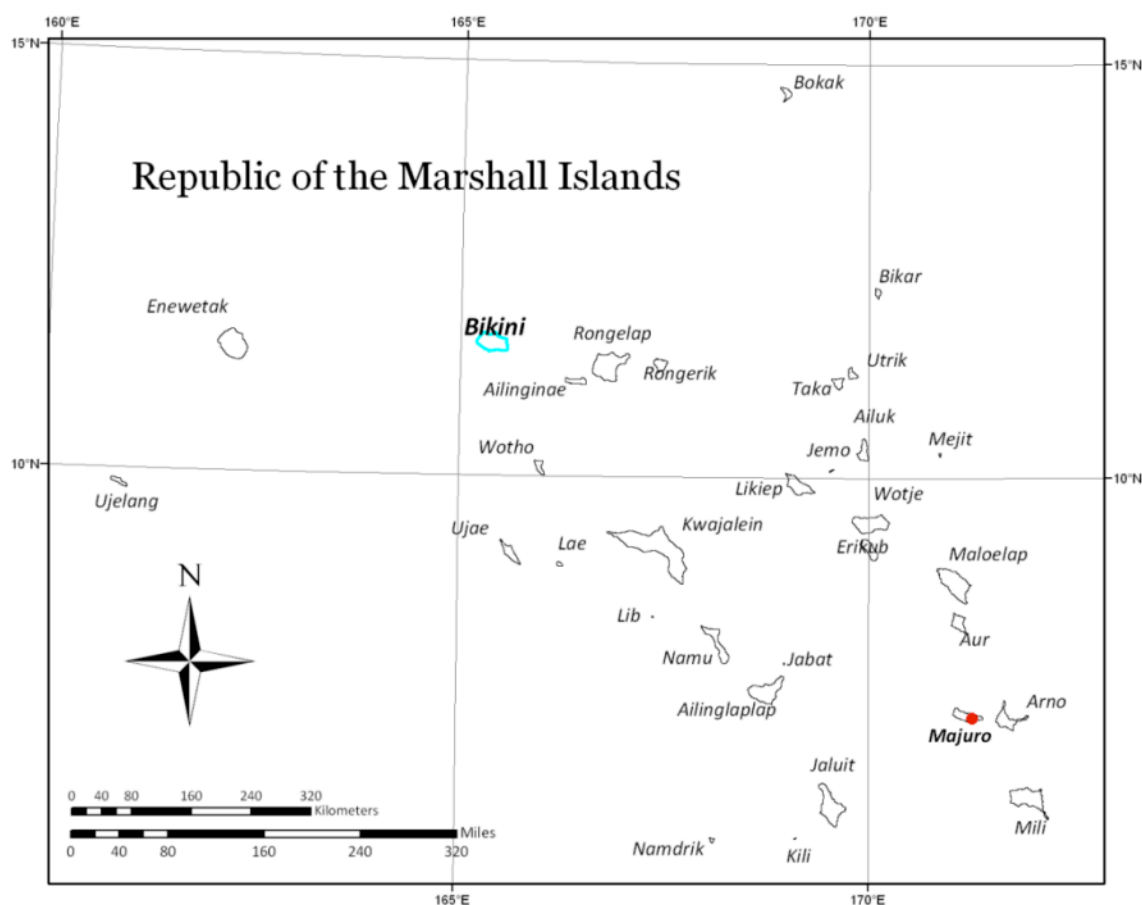 160°E 165°E 170°E
15°N 15°N
Bokak
Republic of the Marshall Islands
Bikar
Enewetak
Bikini
Rongelap
Utrik
Rongerik
Ailinginae
Taka
Ailuk
Mejit
Wotho
Jemo
10°N 10°N
Likiep
Wotje
Ujelang
Kwajalein
Ujae
Lae
Erikub
Maloelap
N
Lib
Aur
Namu
Jabat
Ailinglaplap
Arno
Majuro
Jaluit
0 40 80 160 240 320
Kilometers
Miles
0 40 80 160 240 320
Mili
Namdrik
Kili
165°E 170°E